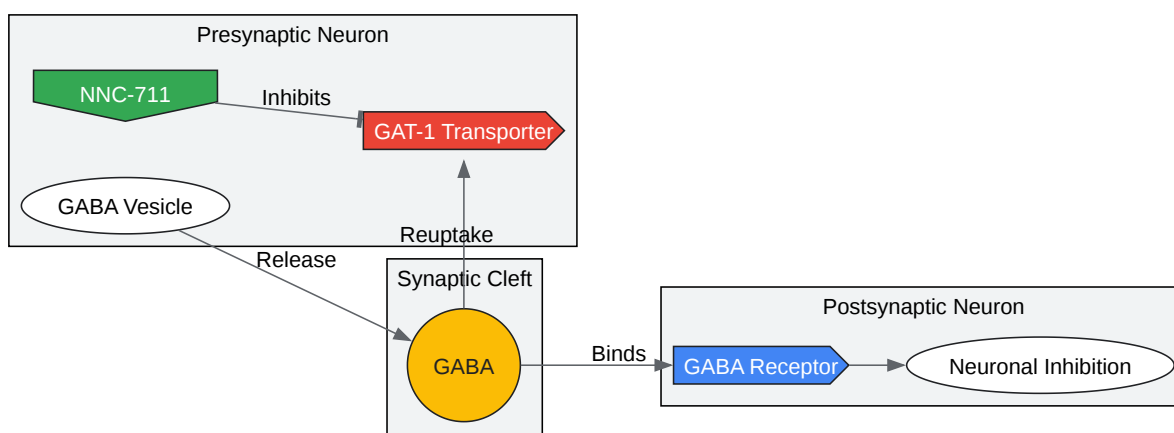 Presynaptic Neuron
NNC-711
Inhibits
GAT-1 Transporter
GABA Vesicle
Release
Reuptake
Synaptic Cleft
GABA
Binds
Postsynaptic Neuron
GABA Receptor
Neuronal Inhibition